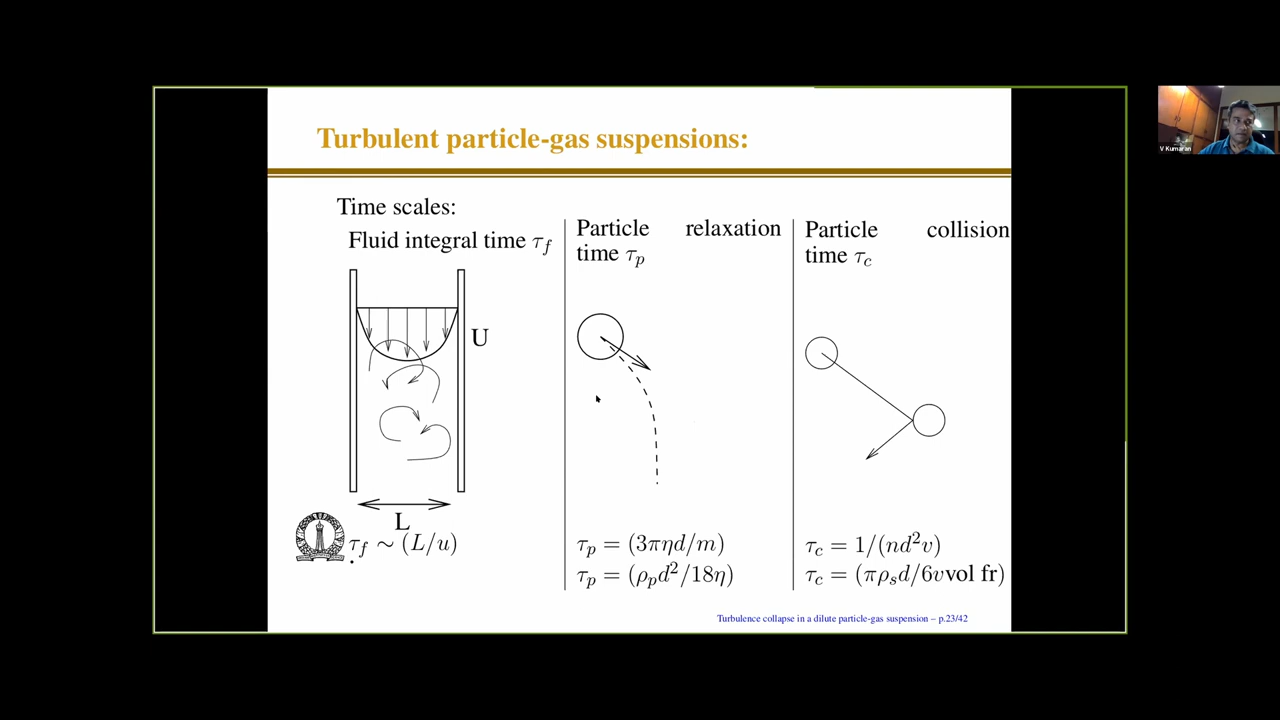 Turbulent particle-gas suspensions:
Time scales:
Fluid integral time τ_f
U
L
τ_f ∼ (L/u)
.
Particle relaxation
time τ_p
τ_p = (3πηd/m)
τ_p = (ρ_p d²/18η)
Particle collision
time τ_c
τ_c = 1/(nd²v)
τ_c = (πρ_s d/6v vol fr)
Turbulence collapse in a dilute particle-gas suspension – p.23/42
V Kumaran